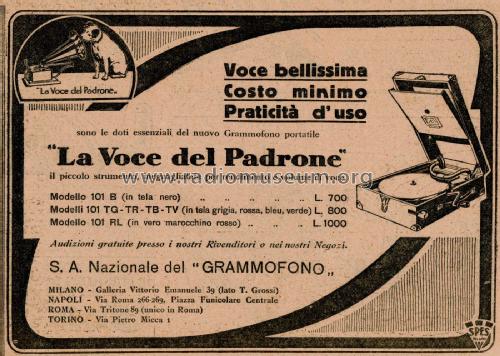 "La Voce del Padrone„
Voce bellissima
Costo minimo
Praticità d'uso
sono le doti essenziali del nuovo Grammofono portatile
"La Voce del Padrone"
il piccolo strumento
www.radiomuseum.org
Modello 101 B (in tela nero) „ „ „ L. 700
Modelli 101 TG-TR-TB-TV (in tela grigia, rossa, bleu, verde) L. 800
Modello 101 RL (in vero marocchino rosso) „ „ „ L. 1000
Audizioni gratuite presso i nostri Rivenditori o nei nostri Negozi.
S. A. Nazionale del "GRAMMOFONO„
MILANO - Galleria Vittorio Emanuele 39 (lato T. Grossi)
NAPOLI - Via Roma 266-269, Piazza Funicolare Centrale
ROMA - Via Tritone 89 (unico in Roma)
TORINO - Via Pietro Micca 1
SPES